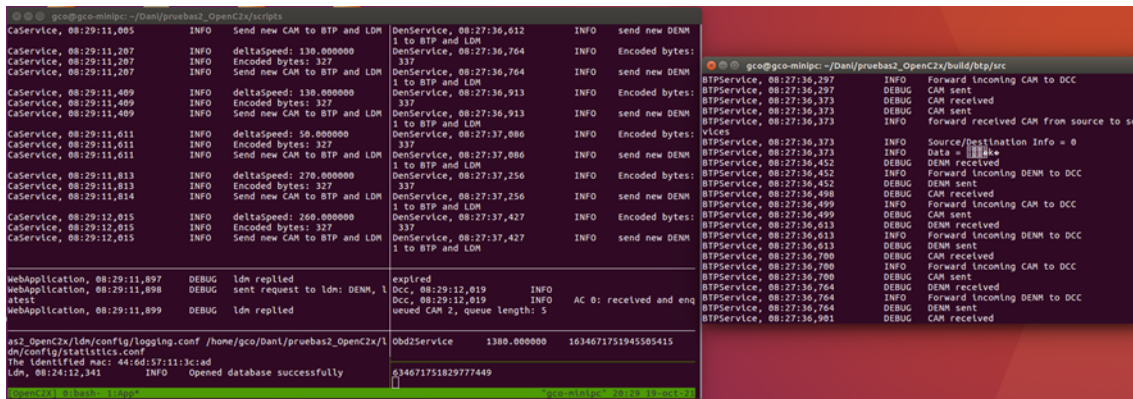 gco@gco-minipc: ~/Dani/pruebas2_OpenC2x/scripts
CaService, 08:29:11,005 INFO Send new CAM to BTP and LDM
CaService, 08:29:11,207 INFO deltaSpeed: 130.000000
CaService, 08:29:11,207 INFO Encoded bytes: 327
CaService, 08:29:11,207 INFO Send new CAM to BTP and LDM
CaService, 08:29:11,409 INFO deltaSpeed: 130.000000
CaService, 08:29:11,409 INFO Encoded bytes: 327
CaService, 08:29:11,409 INFO Send new CAM to BTP and LDM
CaService, 08:29:11,611 INFO deltaSpeed: 50.000000
CaService, 08:29:11,611 INFO Encoded bytes: 327
CaService, 08:29:11,611 INFO Send new CAM to BTP and LDM
CaService, 08:29:11,813 INFO deltaSpeed: 270.000000
CaService, 08:29:11,813 INFO Encoded bytes: 327
CaService, 08:29:11,814 INFO Send new CAM to BTP and LDM
CaService, 08:29:12,015 INFO deltaSpeed: 260.000000
CaService, 08:29:12,015 INFO Encoded bytes: 327
CaService, 08:29:12,015 INFO Send new CAM to BTP and LDM
DenService, 08:27:36,612 INFO send new DENM
1 to BTP and LDM
DenService, 08:27:36,764 INFO Encoded bytes:
337
DenService, 08:27:36,764 INFO send new DENM
1 to BTP and LDM
DenService, 08:27:36,913 INFO Encoded bytes:
337
DenService, 08:27:36,913 INFO send new DENM
1 to BTP and LDM
DenService, 08:27:37,086 INFO Encoded bytes:
337
DenService, 08:27:37,086 INFO send new DENM
1 to BTP and LDM
DenService, 08:27:37,256 INFO Encoded bytes:
337
DenService, 08:27:37,256 INFO send new DENM
1 to BTP and LDM
DenService, 08:27:37,427 INFO Encoded bytes:
337
DenService, 08:27:37,427 INFO send new DENM
1 to BTP and LDM
WebApplication, 08:29:11,897 DEBUG ldm replied
WebApplication, 08:29:11,898 DEBUG sent request to ldm: DENM, l
atest
WebApplication, 08:29:11,899 DEBUG ldm replied
expired
Dcc, 08:29:12,019 INFO
Dcc, 08:29:12,019 INFO AC 0: received and enq
ueued CAM 2, queue length: 5
as2_OpenC2x/ldm/config/logging.conf /home/gco/Dani/pruebas2_OpenC2x/l
dm/config/statistics.conf
The identified mac: 44:6d:57:11:3c:ad
Ldm, 08:24:12,341 INFO Opened database successfully
Obd2Service 1380.000000 1634671751945505415
634671751829777449
[OpenC2X] 0:bash- 1:App* "gco-minipc" 20:29 19-oct-21
gco@gco-minipc: ~/Dani/pruebas2_OpenC2x/build/btp/src
BTPService, 08:27:36,297 INFO Forward incoming CAM to DCC
BTPService, 08:27:36,297 DEBUG CAM sent
BTPService, 08:27:36,373 DEBUG CAM received
BTPService, 08:27:36,373 DEBUG CAM sent
BTPService, 08:27:36,373 INFO forward received CAM from source to se
vices
BTPService, 08:27:36,373 INFO Source/Destination Info = 0
BTPService, 08:27:36,373 INFO Data =
BTPService, 08:27:36,452 DEBUG DENM received
BTPService, 08:27:36,452 INFO Forward incoming DENM to DCC
BTPService, 08:27:36,452 DEBUG DENM sent
BTPService, 08:27:36,498 DEBUG CAM received
BTPService, 08:27:36,499 INFO Forward incoming CAM to DCC
BTPService, 08:27:36,499 DEBUG CAM sent
BTPService, 08:27:36,613 DEBUG DENM received
BTPService, 08:27:36,613 INFO Forward incoming DENM to DCC
BTPService, 08:27:36,613 DEBUG DENM sent
BTPService, 08:27:36,700 DEBUG CAM received
BTPService, 08:27:36,700 INFO Forward incoming CAM to DCC
BTPService, 08:27:36,700 DEBUG CAM sent
BTPService, 08:27:36,764 DEBUG DENM received
BTPService, 08:27:36,764 INFO Forward incoming DENM to DCC
BTPService, 08:27:36,764 DEBUG DENM sent
BTPService, 08:27:36,901 DEBUG CAM received